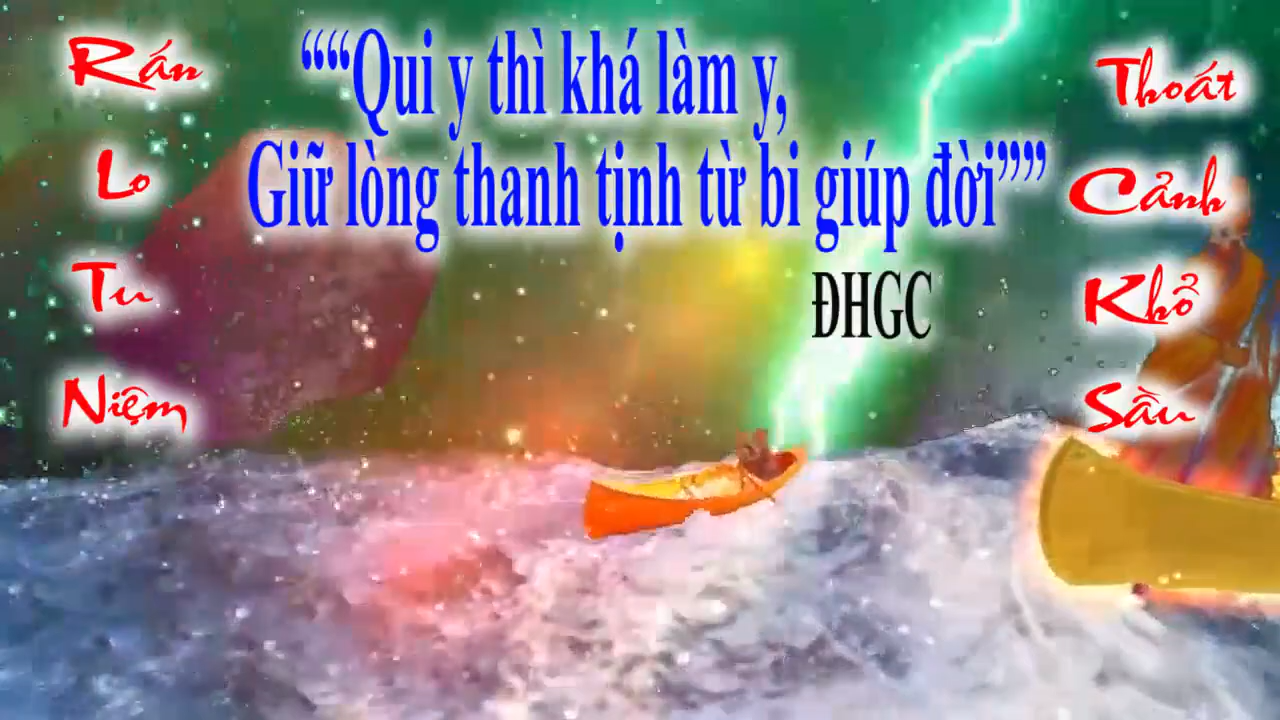 Rấn
Lo
Tu
Niệm
““Qui y thì khá làm y,
Giữ lòng thanh tịnh từ bi giúp đời””
ĐHGC
Thoát
Cảnh
Khổ
Sầu